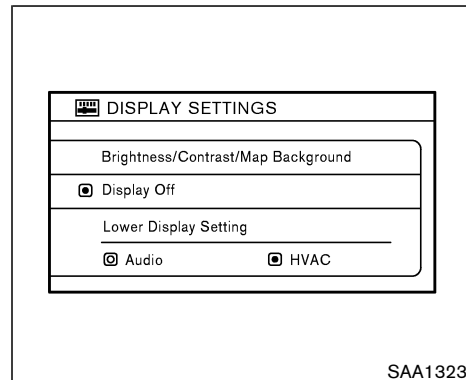 DISPLAY SETTINGS
Brightness/Contrast/Map Background
Display Off
Lower Display Setting
Audio HVAC
SAA1323